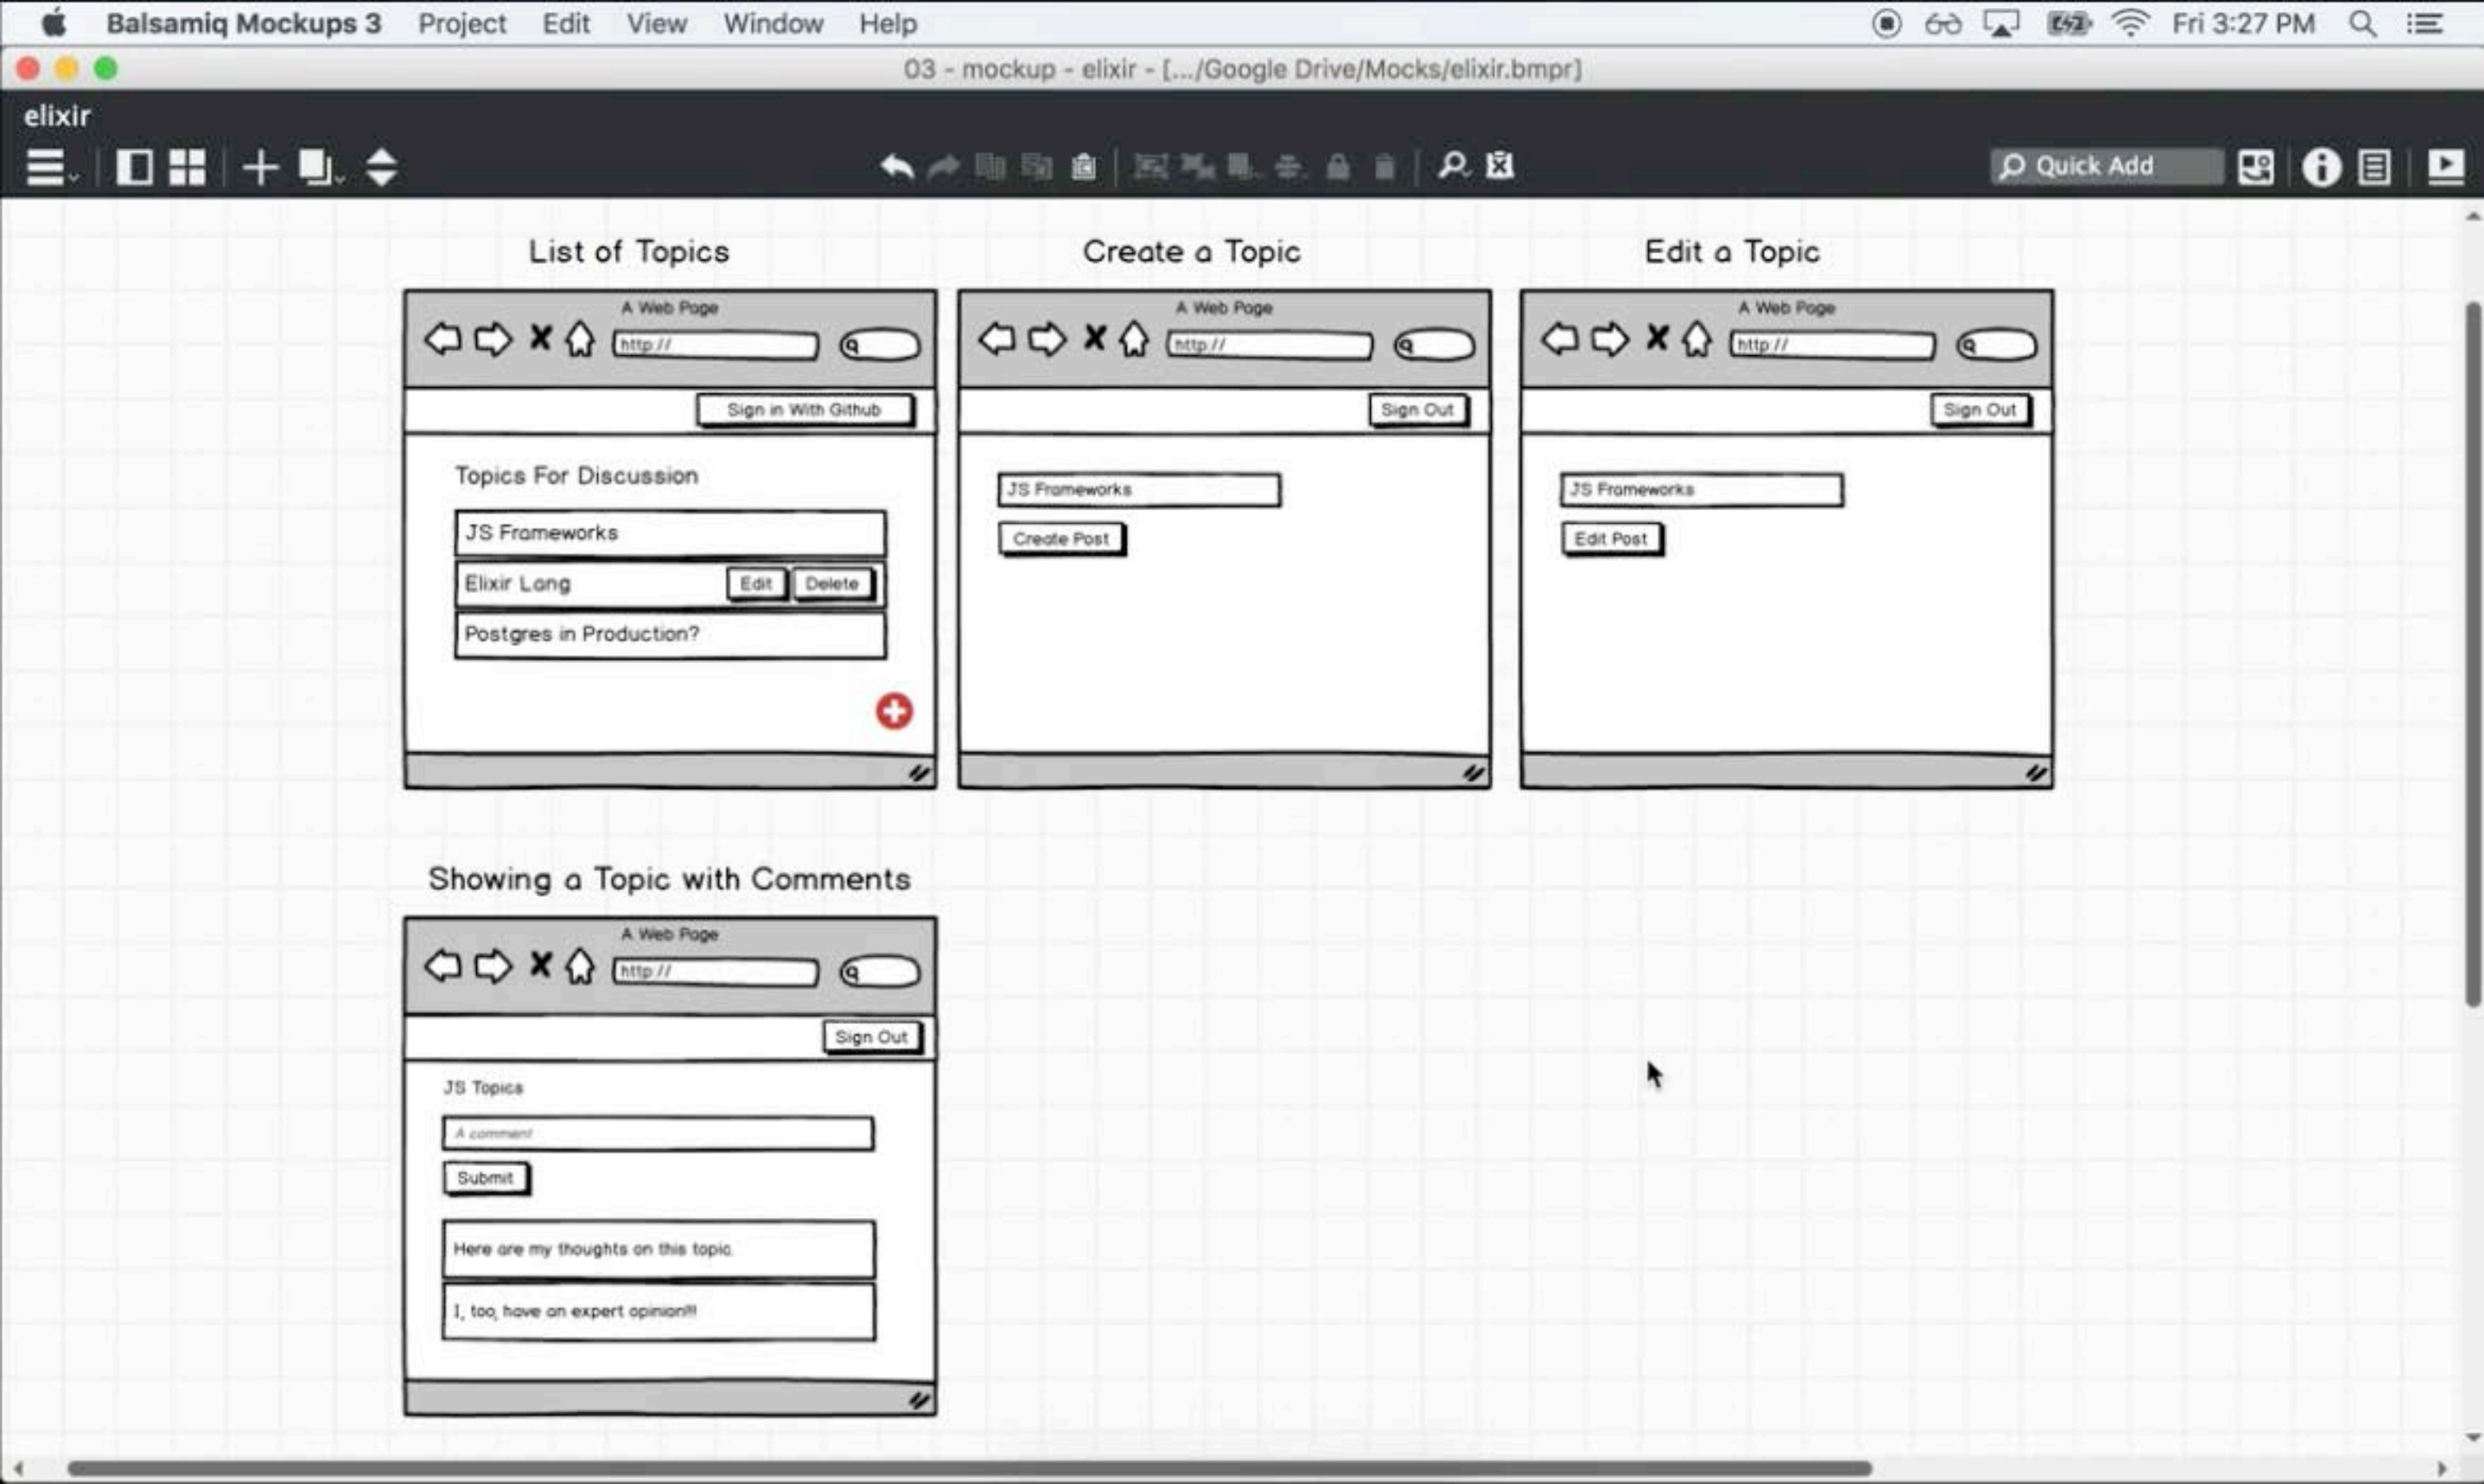 Balsamiq Mockups 3 Project Edit View Window Help Fri 3:27 PM
03 - mockup - elixir - [.../Google Drive/Mocks/elixir.bmpr]
elixir
Quick Add
List of Topics
A Web Page
http://
Sign in With Github
Topics For Discussion
JS Frameworks
Elixir Lang Edit Delete
Postgres in Production?
Create a Topic
A Web Page
http://
Sign Out
JS Frameworks
Create Post
Edit a Topic
A Web Page
http://
Sign Out
JS Frameworks
Edit Post
Showing a Topic with Comments
A Web Page
http://
Sign Out
JS Topics
A comment
Submit
Here are my thoughts on this topic.
I, too, have an expert opinion!!!